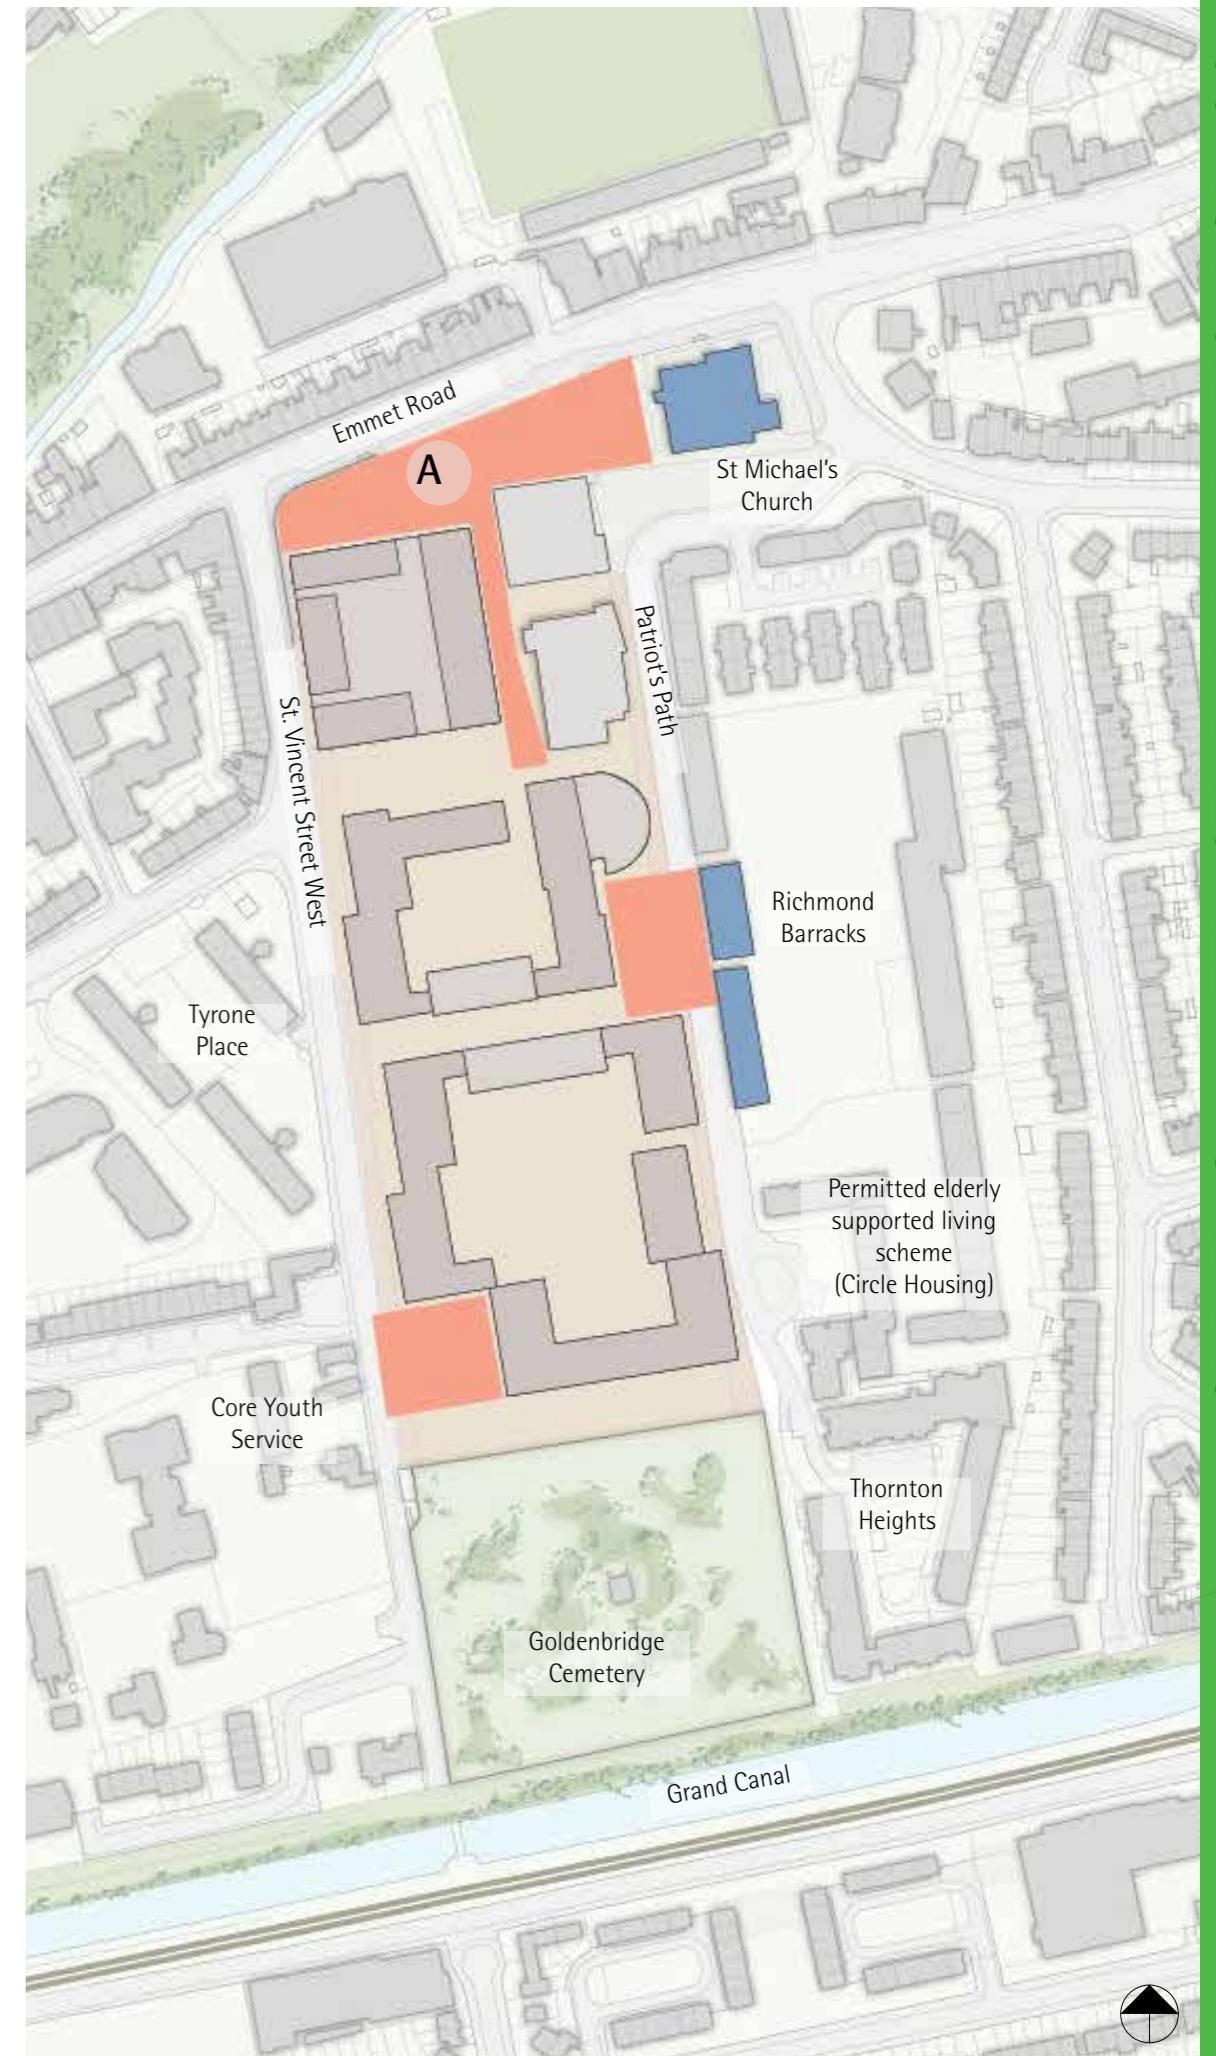 Emmet Road
A
St Michael's
Church
Patriot's Path
St. Vincent Street West
Richmond
Barracks
Tyrone
Place
Permitted elderly
supported living
scheme
(Circle Housing)
Core Youth
Service
Thornton
Heights
Goldenbridge
Cemetery
Grand Canal